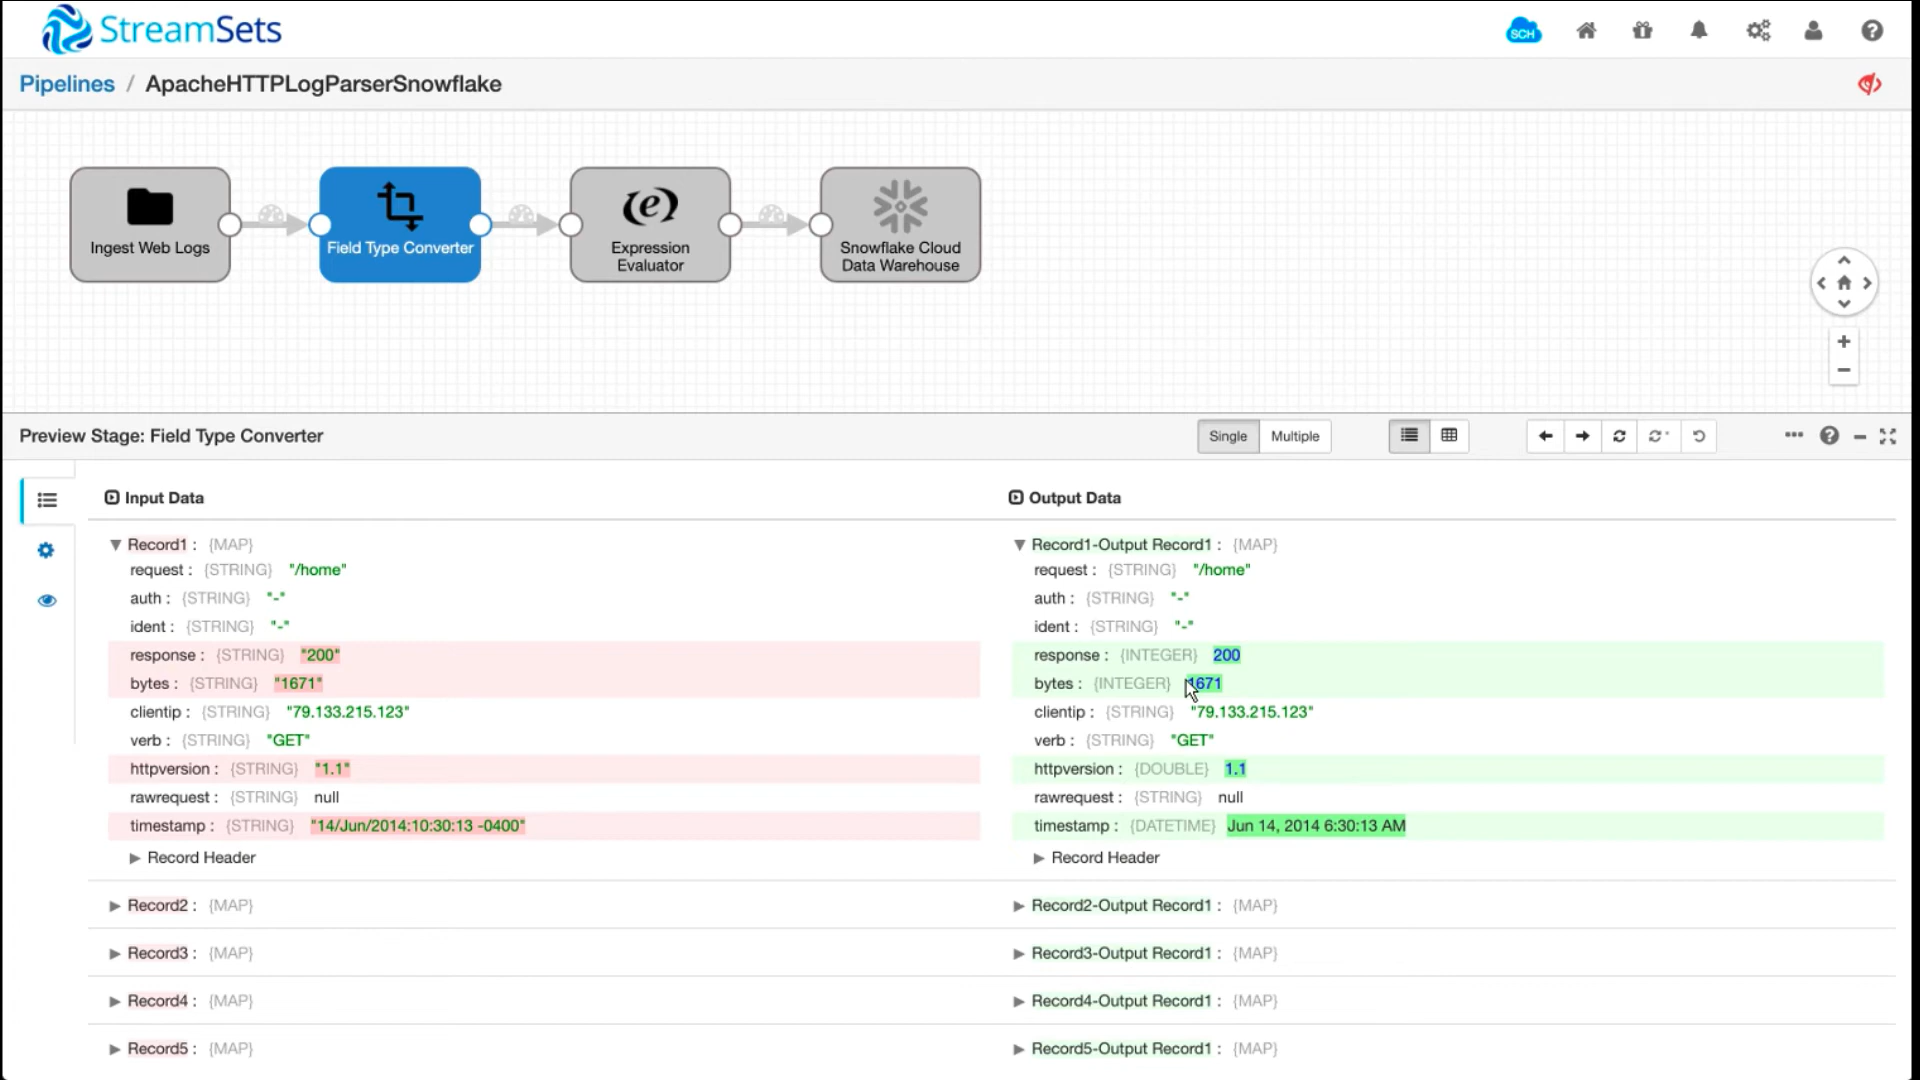 StreamSets
SCH
Pipelines / ApacheHTTPLogParserSnowflake
Ingest Web Logs
Field Type Converter
Expression
Evaluator
Snowflake Cloud
Data Warehouse
Preview Stage: Field Type Converter
Single Multiple
Input Data
Record1 : {MAP}
request : {STRING} "/home"
auth : {STRING} "-"
ident : {STRING} "-"
response : {STRING} "200"
bytes : {STRING} "1671"
clientip : {STRING} "79.133.215.123"
verb : {STRING} "GET"
httpversion : {STRING} "1.1"
rawrequest : {STRING} null
timestamp : {STRING} "14/Jun/2014:10:30:13 -0400"
Record Header
Record2 : {MAP}
Record3 : {MAP}
Record4 : {MAP}
Record5 : {MAP}
Output Data
Record1-Output Record1 : {MAP}
request : {STRING} "/home"
auth : {STRING} "-"
ident : {STRING} "-"
response : {INTEGER} 200
bytes : {INTEGER} 1671
clientip : {STRING} "79.133.215.123"
verb : {STRING} "GET"
httpversion : {DOUBLE} 1.1
rawrequest : {STRING} null
timestamp : {DATETIME} Jun 14, 2014 6:30:13 AM
Record Header
Record2-Output Record1 : {MAP}
Record3-Output Record1 : {MAP}
Record4-Output Record1 : {MAP}
Record5-Output Record1 : {MAP}